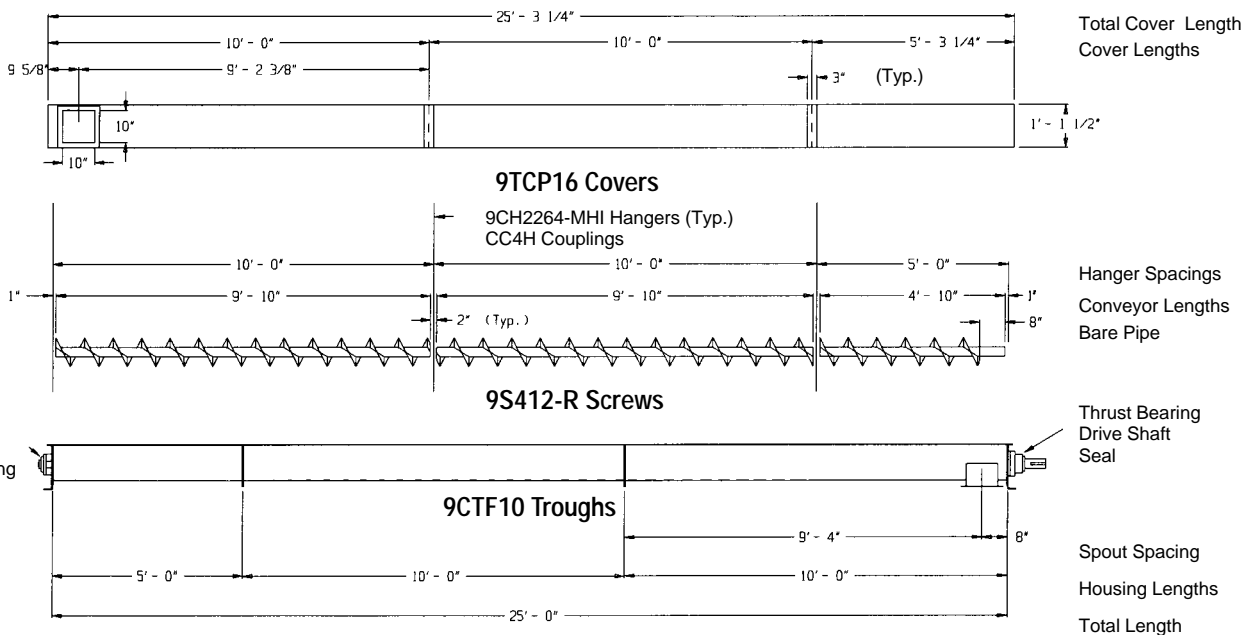 25' - 3 1/4"
Total Cover Length
10' - 0"
10' - 0"
5' - 3 1/4"
Cover Lengths
9 5/8"
9' - 2 3/8"
3"
(Typ.)
10"
1' - 1 1/2"
10"
9TCP16 Covers
9CH2264-MHI Hangers (Typ.)
CC4H Couplings
10' - 0"
10' - 0"
5' - 0"
Hanger Spacings
1"
9' - 10"
9' - 10"
4' - 10"
1"
Conveyor Lengths
2" (Typ.)
8"
Bare Pipe
9S412-R Screws
Thrust Bearing
Drive Shaft
Seal
ng
9CTF10 Troughs
9' - 4"
8"
Spout Spacing
5' - 0"
10' - 0"
10' - 0"
Housing Lengths
25' - 0"
Total Length